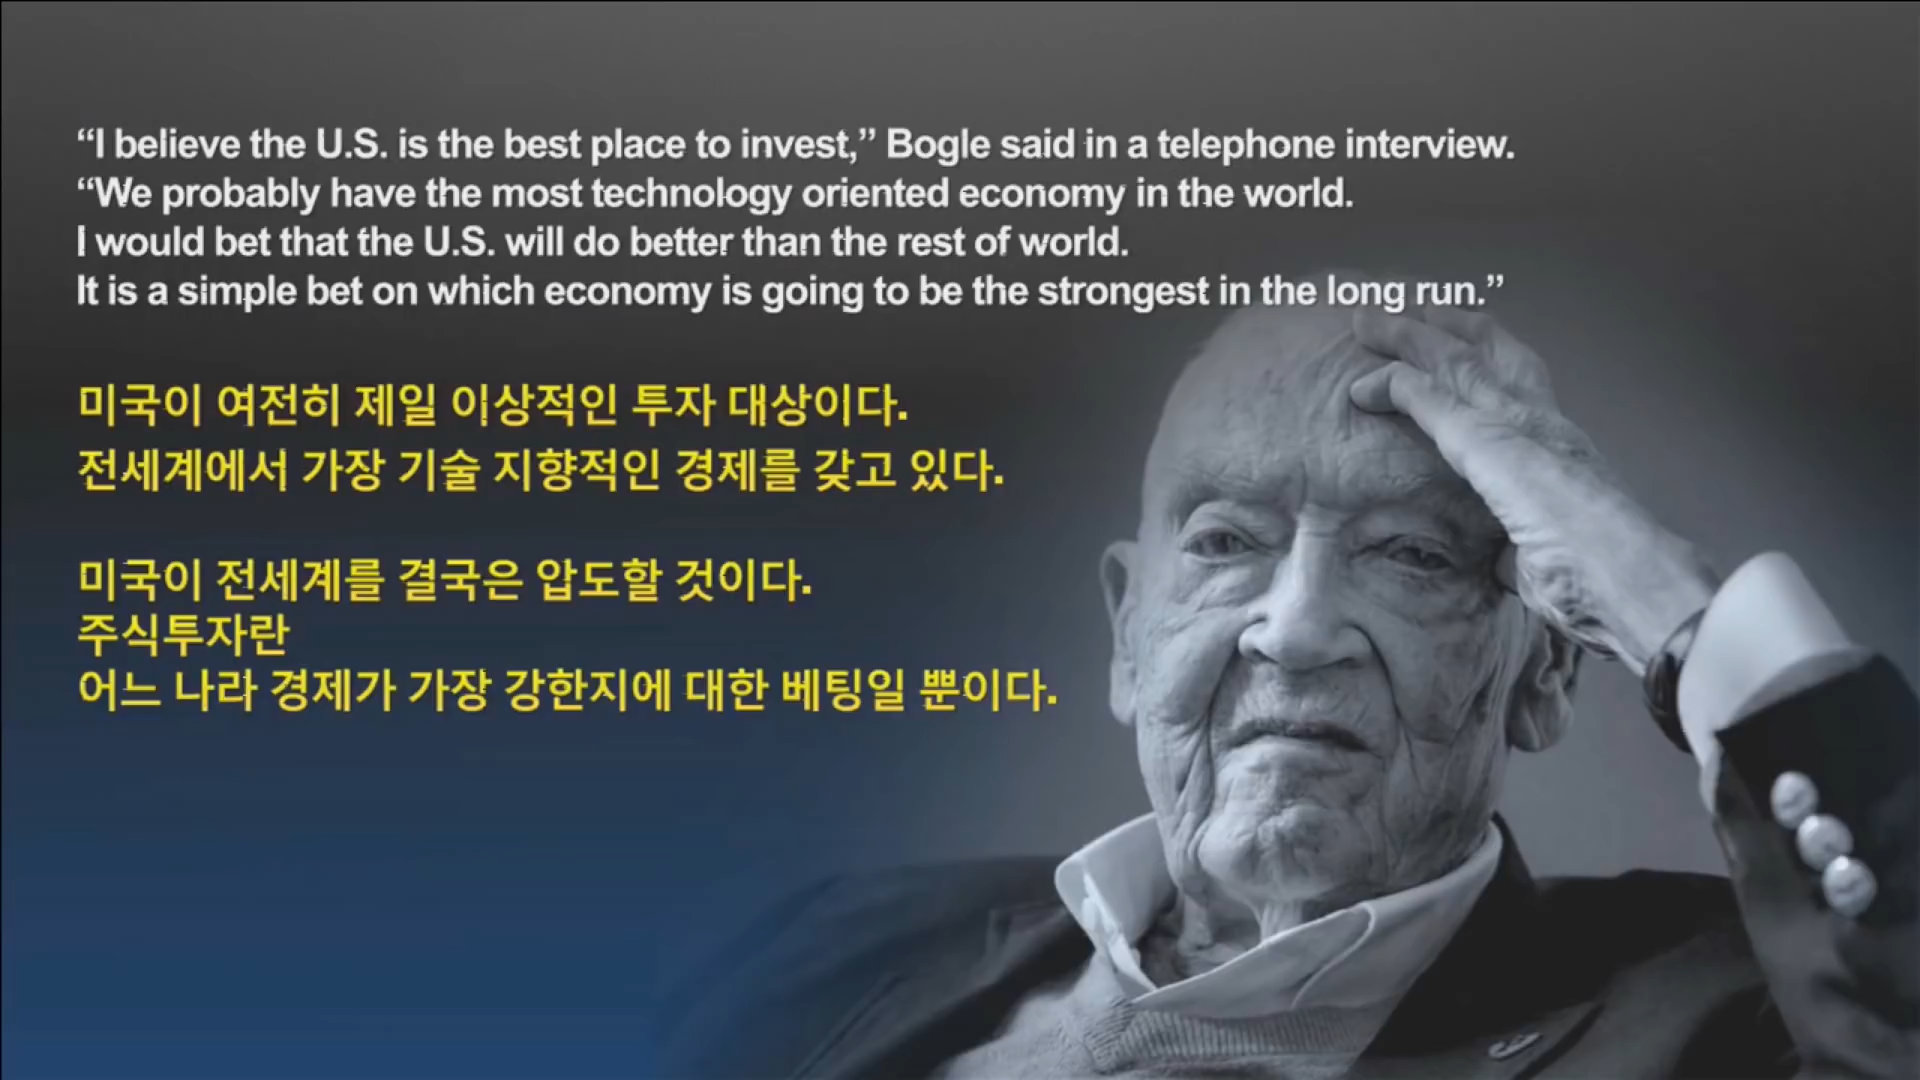 “I believe the U.S. is the best place to invest,” Bogle said in a telephone interview.
“We probably have the most technology oriented economy in the world.
I would bet that the U.S. will do better than the rest of world.
It is a simple bet on which economy is going to be the strongest in the long run.”
미국이 여전히 제일 이상적인 투자 대상이다.
전세계에서 가장 기술 지향적인 경제를 갖고 있다.
미국이 전세계를 결국은 압도할 것이다.
주식투자란
어느 나라 경제가 가장 강한지에 대한 베팅일 뿐이다.